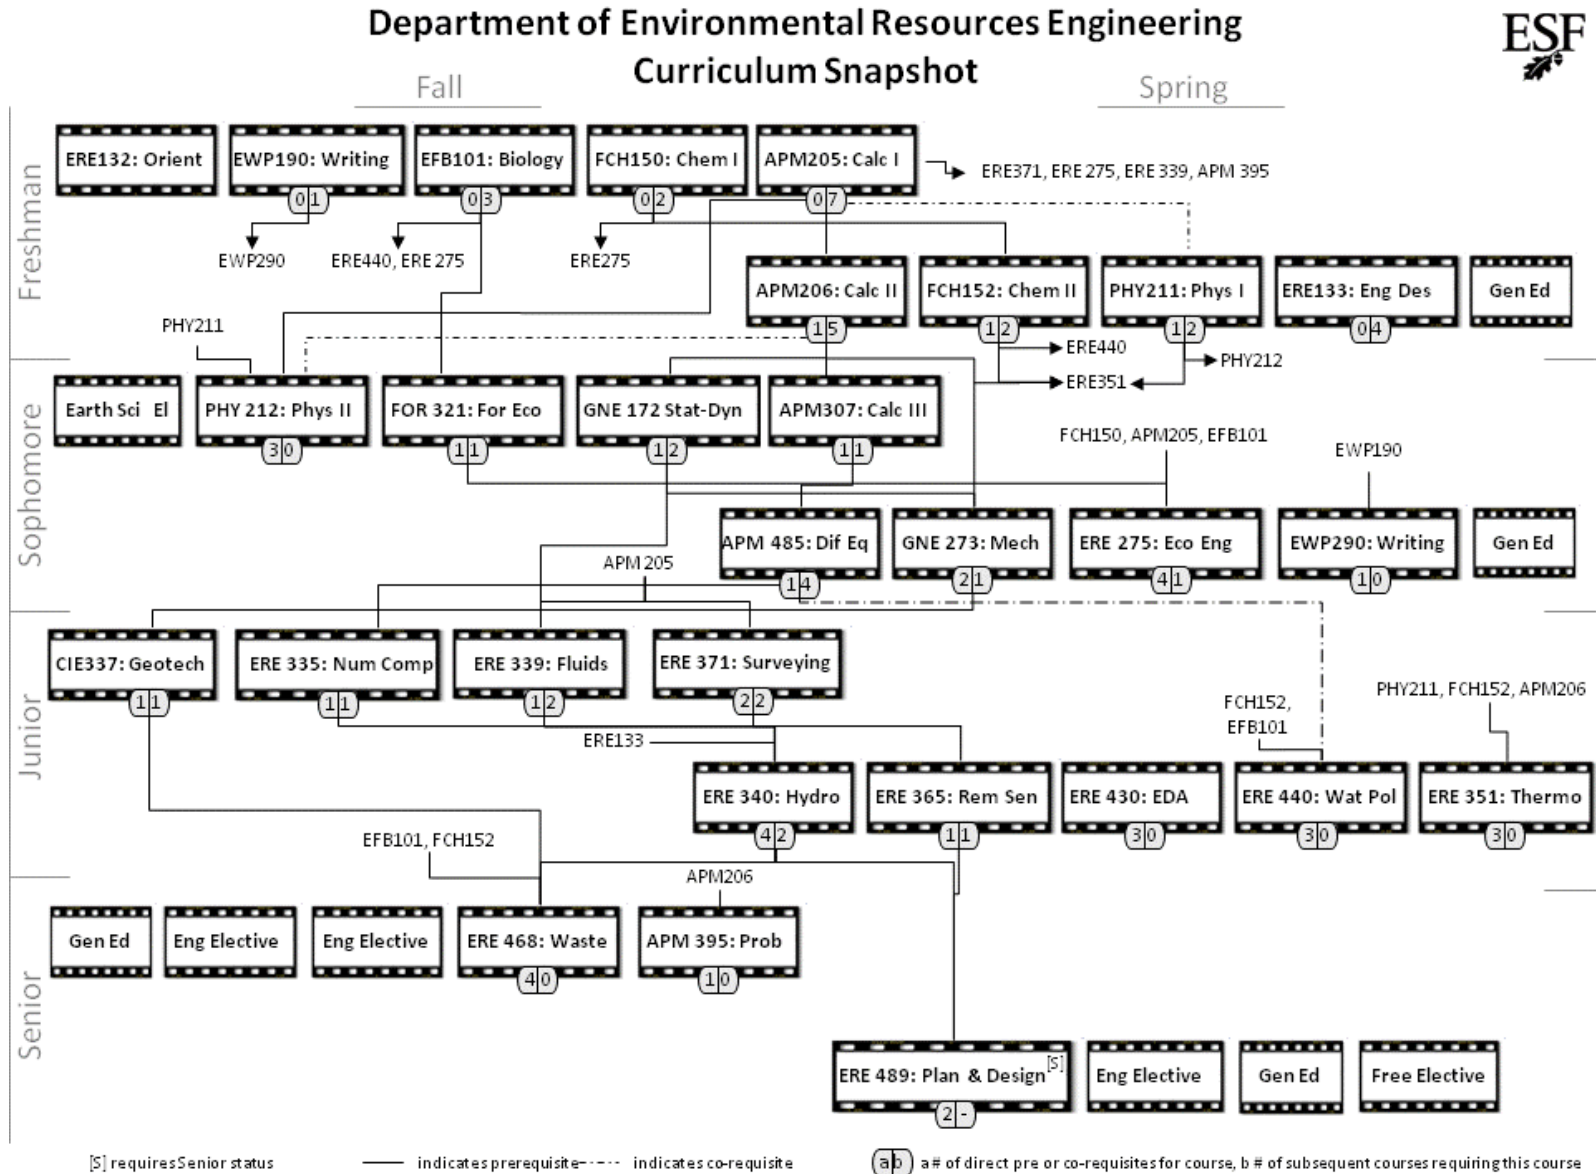 Department of Environmental Resources Engineering
Curriculum Snapshot
ESF
Fall
Spring
Freshman
ERE132: Orient
EWP190: Writing
EFB101: Biology
FCH150: Chem I
APM205: Calc I
ERE371, ERE 275, ERE 339, APM 395
0 1
0 3
0 2
0 7
EWP290
ERE440, ERE 275
ERE275
APM206: Calc II
FCH152: Chem II
PHY211: Phys I
ERE133: Eng Des
Gen Ed
1 5
1 2
1 2
0 4
PHY211
ERE440
PHY212
ERE351
Sophomore
Earth Sci El
PHY 212: Phys II
FOR 321: For Eco
GNE 172 Stat-Dyn
APM307: Calc III
3 0
1 1
1 2
1 1
FCH150, APM205, EFB101
EWP190
APM 485: Dif Eq
GNE 273: Mech
ERE 275: Eco Eng
EWP290: Writing
Gen Ed
1 4
2 1
4 1
1 0
APM 205
Junior
CIE337: Geotech
ERE 335: Num Comp
ERE 339: Fluids
ERE 371: Surveying
1 1
1 1
1 2
2 2
PHY211, FCH152, APM206
FCH152,
EFB101
ERE133
ERE 340: Hydro
ERE 365: Rem Sen
ERE 430: EDA
ERE 440: Wat Pol
ERE 351: Thermo
4 2
1 1
3 0
3 0
3 0
EFB101, FCH152
APM206
Senior
Gen Ed
Eng Elective
Eng Elective
ERE 468: Waste
APM 395: Prob
4 0
1 0
ERE 489: Plan & Design [S]
Eng Elective
Gen Ed
Free Elective
2 -
[S] requires Senior status
indicates prerequisite
indicates co-requisite
a b
a # of direct pre or co-requisites for course, b # of subsequent courses requiring this course